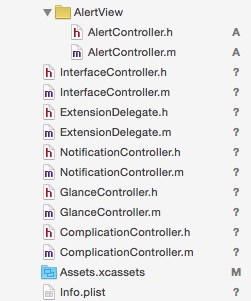 AlertView
h AlertController.h A
m AlertController.m A
h InterfaceController.h ?
m InterfaceController.m ?
h ExtensionDelegate.h ?
m ExtensionDelegate.m ?
h NotificationController.h ?
m NotificationController.m ?
h GlanceController.h ?
m GlanceController.m ?
h ComplicationController.h ?
m ComplicationController.m ?
Assets.xcassets M
Info.plist ?